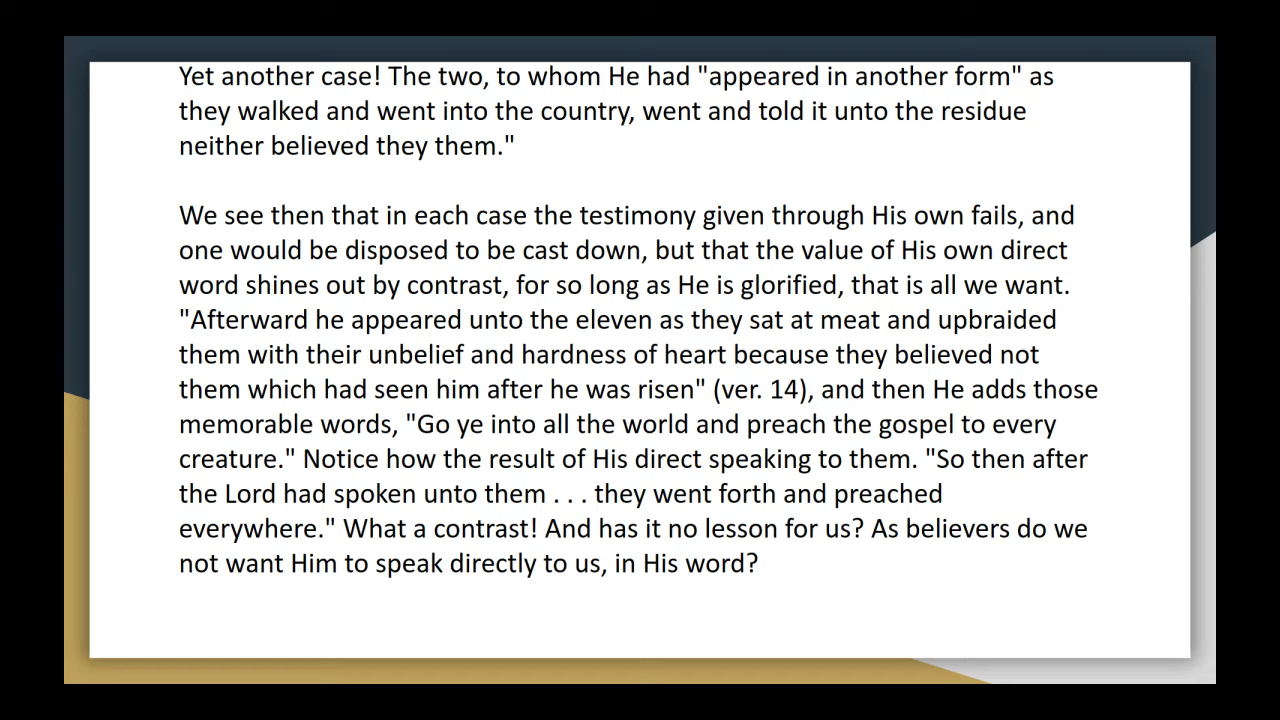 Yet another case! The two, to whom He had "appeared in another form" as
they walked and went into the country, went and told it unto the residue
neither believed they them."
We see then that in each case the testimony given through His own fails, and
one would be disposed to be cast down, but that the value of His own direct
word shines out by contrast, for so long as He is glorified, that is all we want.
"Afterward he appeared unto the eleven as they sat at meat and upbraided
them with their unbelief and hardness of heart because they believed not
them which had seen him after he was risen" (ver. 14), and then He adds those
memorable words, "Go ye into all the world and preach the gospel to every
creature." Notice how the result of His direct speaking to them. "So then after
the Lord had spoken unto them . . . they went forth and preached
everywhere." What a contrast! And has it no lesson for us? As believers do we
not want Him to speak directly to us, in His word?